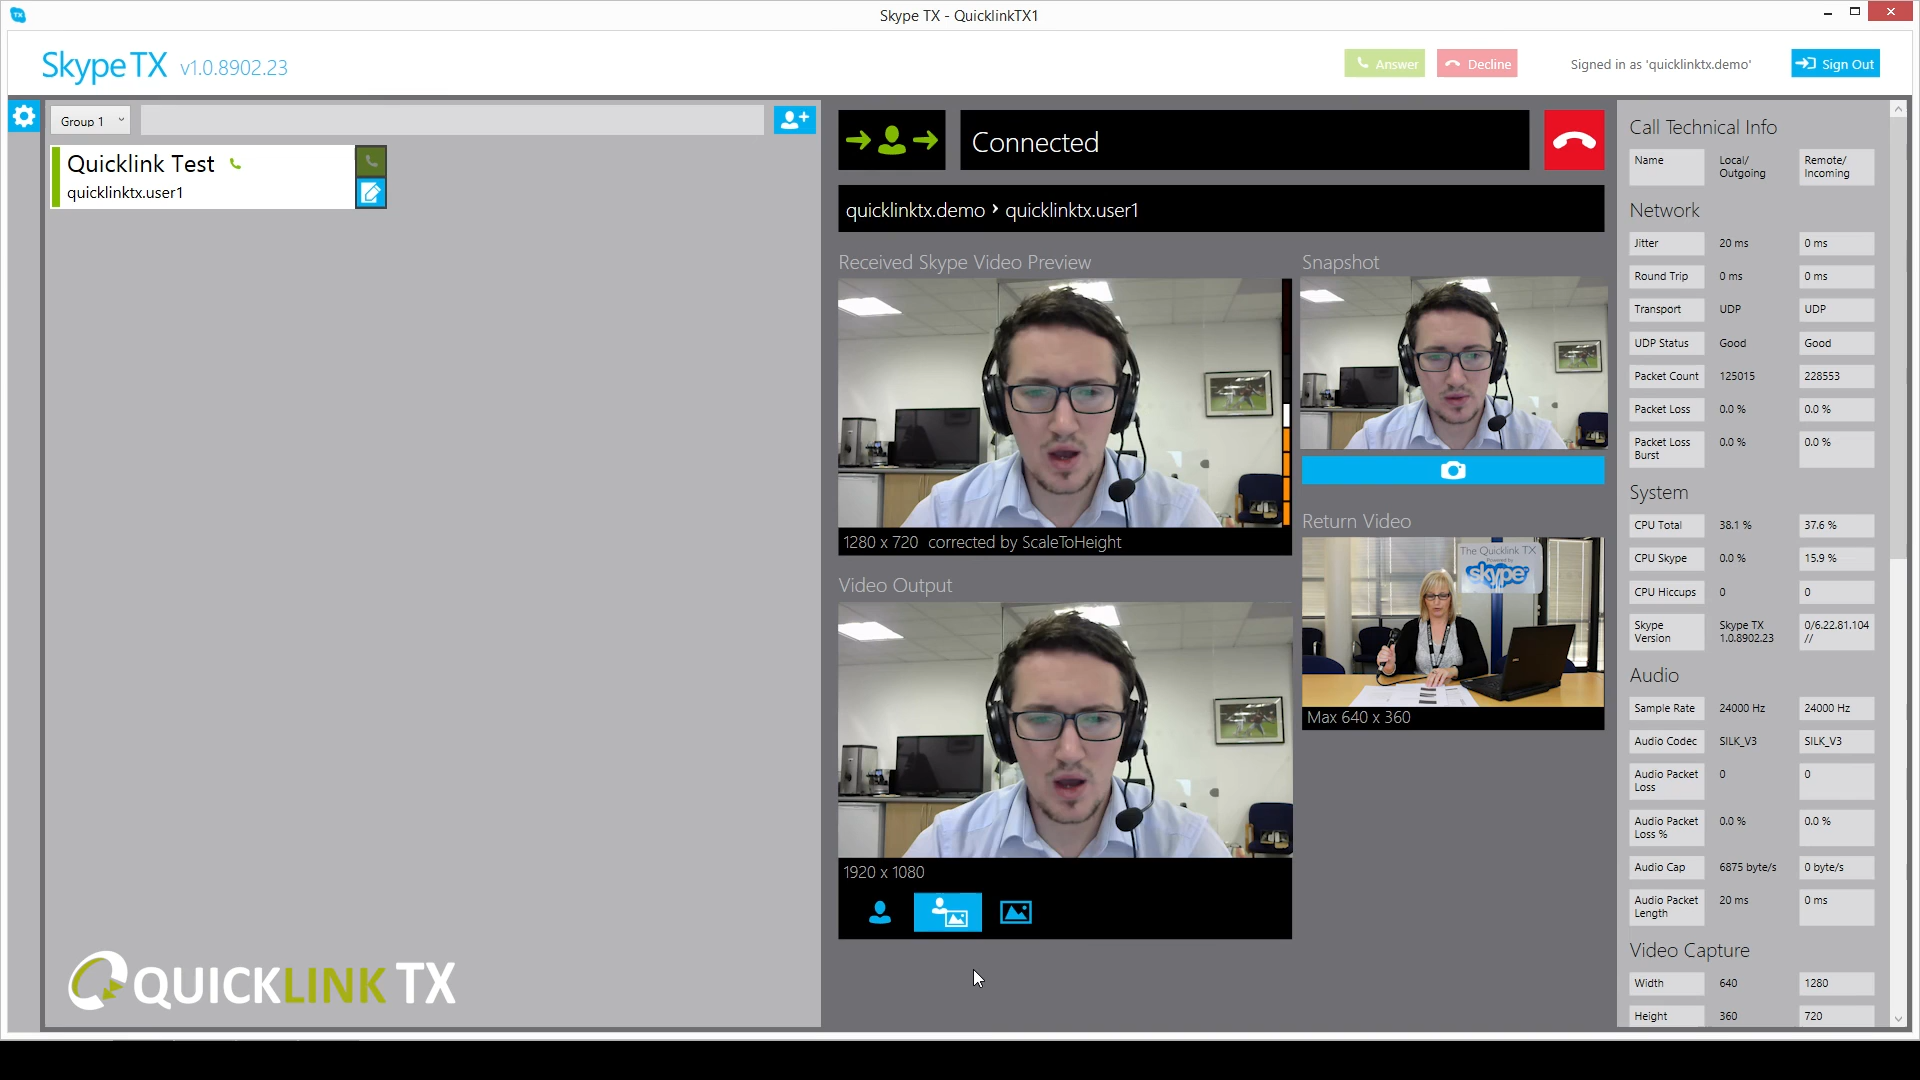 Skype TX - QuicklinkTX1
Skype TX v1.0.8902.23
Answer
Decline
Signed in as 'quicklinktx.demo'
Sign Out
Group 1
Quicklink Test
quicklinktx.user1
QUICKLINK TX
Connected
quicklinktx.demo › quicklinktx.user1
Received Skype Video Preview
1280 x 720 corrected by ScaleToHeight
Video Output
1920 x 1080
Snapshot
Return Video
The Quicklink TX
Powered by
skype
Max 640 x 360
Call Technical Info
Name Local/ Remote/
Outgoing Incoming
Network
Jitter 20 ms 0 ms
Round Trip 0 ms 0 ms
Transport UDP UDP
UDP Status Good Good
Packet Count 125015 228553
Packet Loss 0.0 % 0.0 %
Packet Loss 0.0 % 0.0 %
Burst
System
CPU Total 38.1 % 37.6 %
CPU Skype 0.0 % 15.9 %
CPU Hiccups 0 0
Skype Skype TX 0/6.22.81.104
Version 1.0.8902.23 //
Audio
Sample Rate 24000 Hz 24000 Hz
Audio Codec SILK_V3 SILK_V3
Audio Packet 0 0
Loss
Audio Packet 0.0 % 0.0 %
Loss %
Audio Cap 6875 byte/s 0 byte/s
Audio Packet 20 ms 0 ms
Length
Video Capture
Width 640 1280
Height 360 720